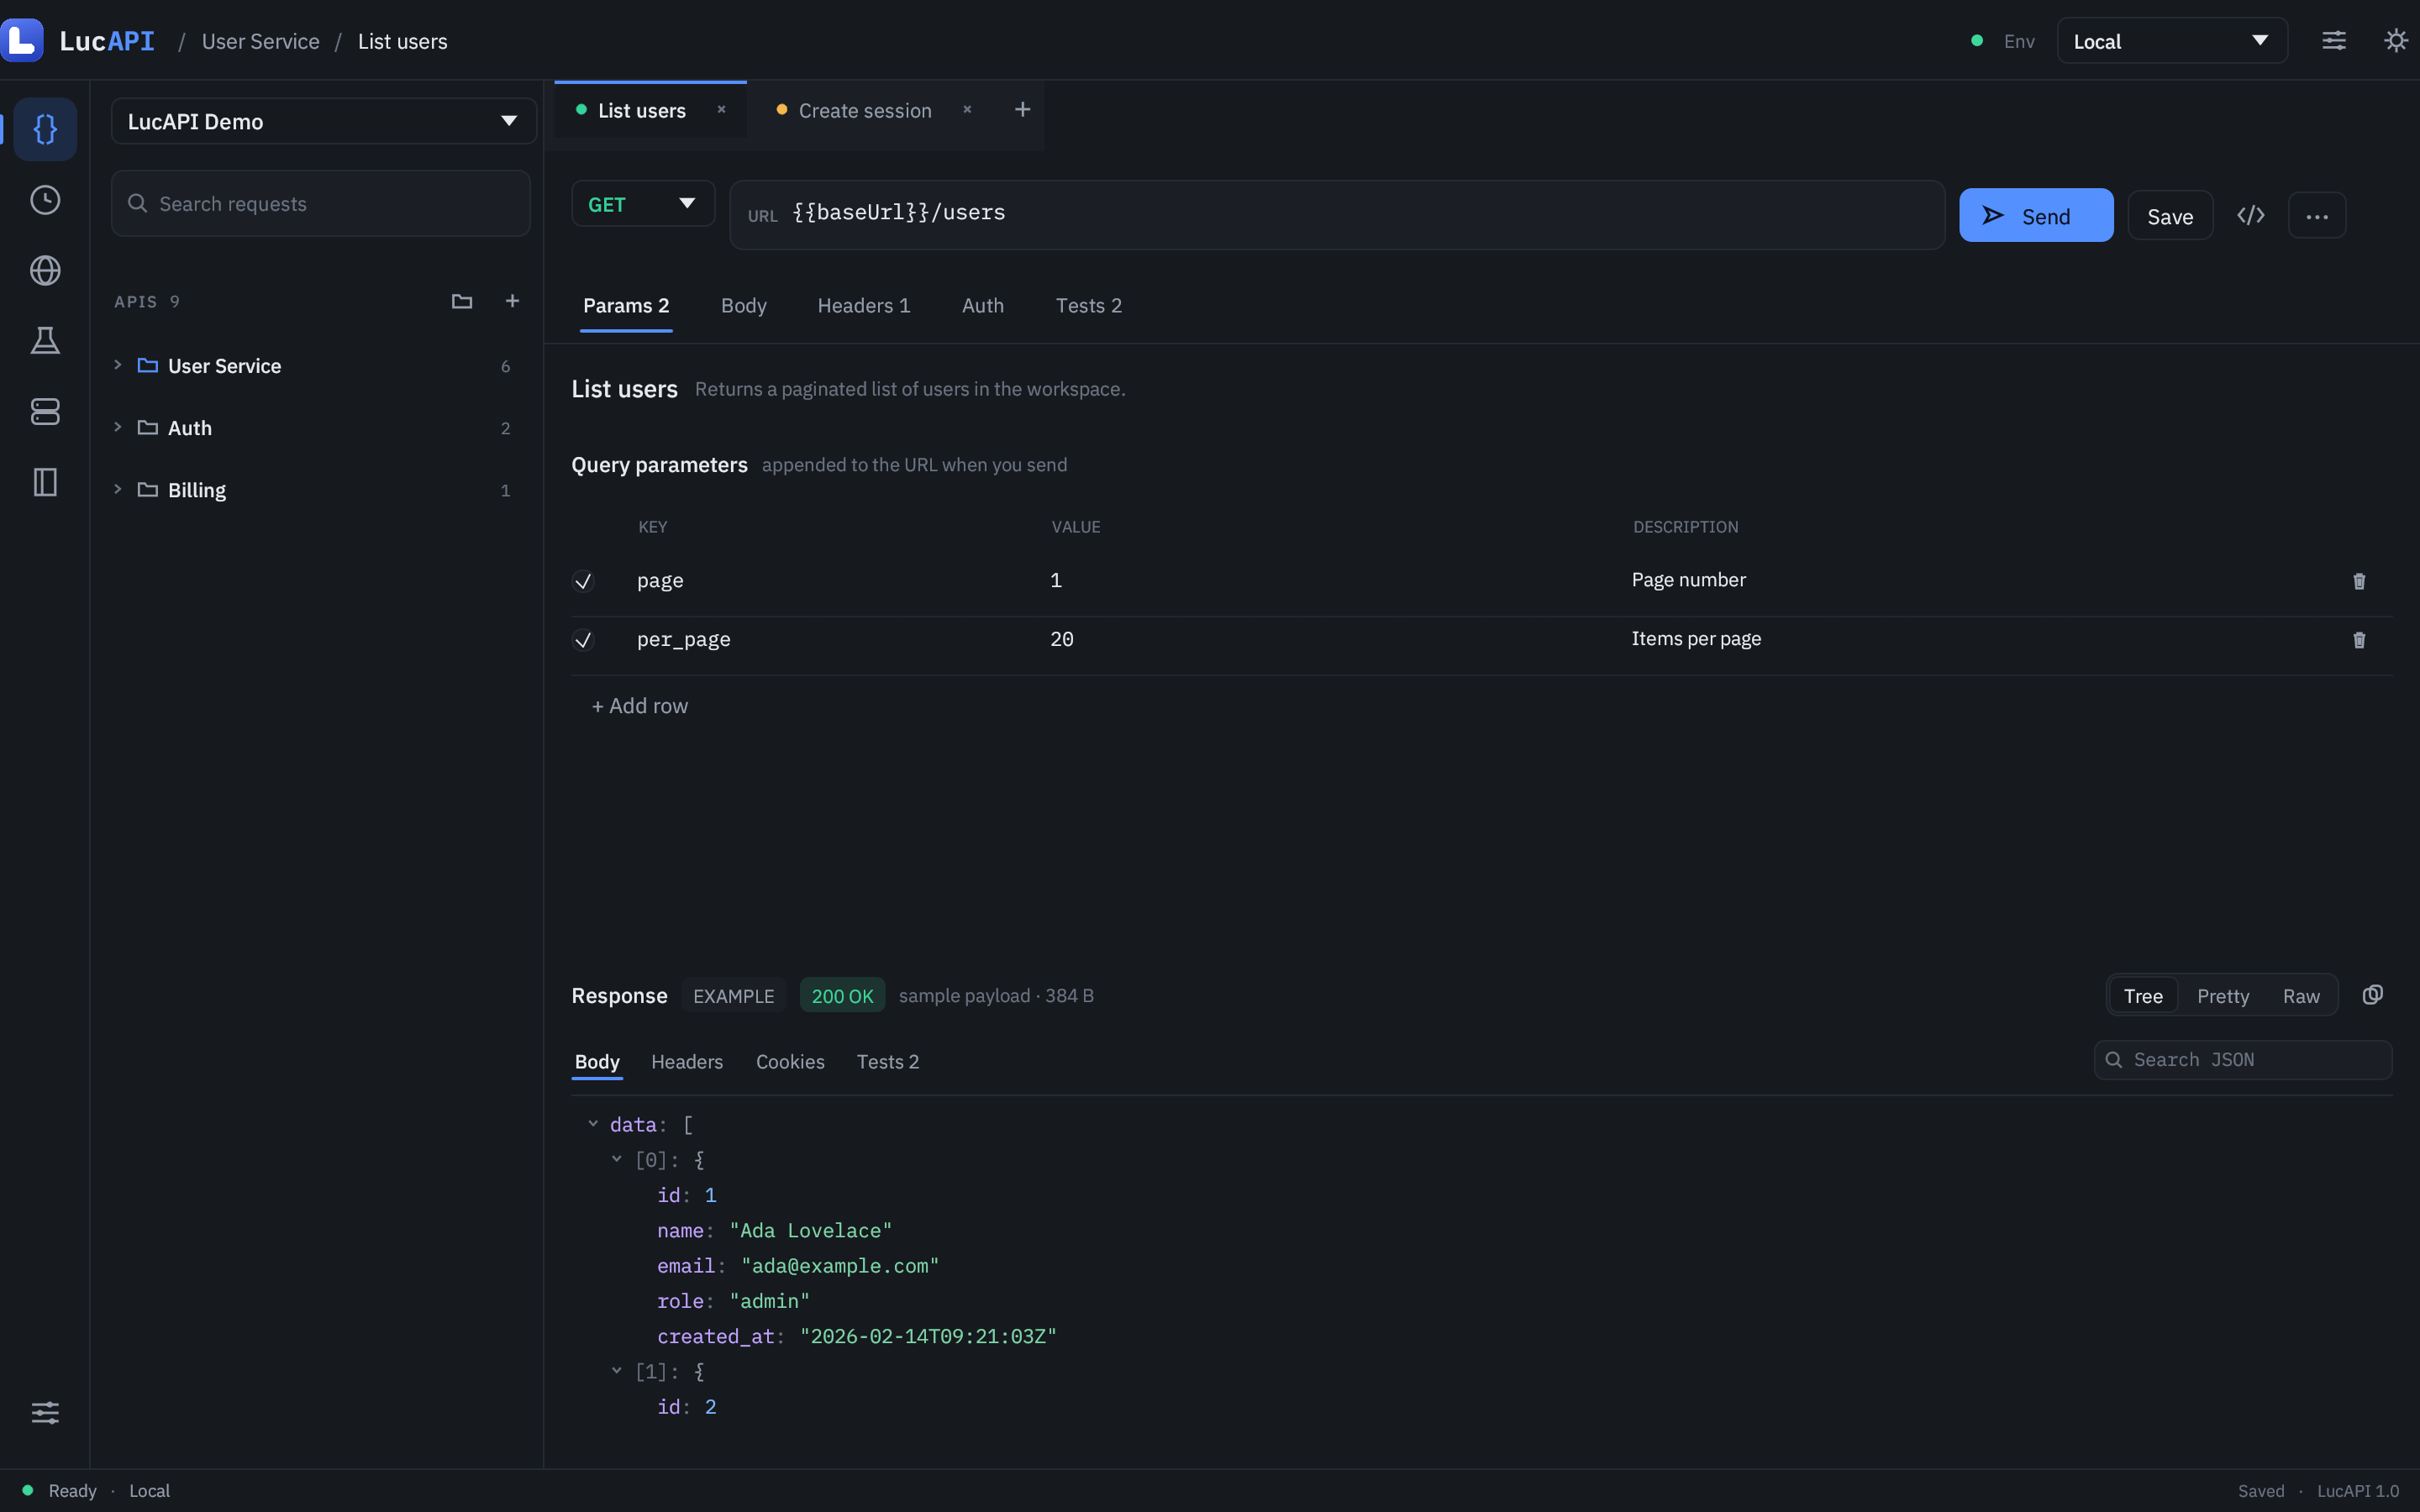 LucAPI / User Service / List users
Env Local
LucAPI Demo
Search requests
APIS 9
User Service 6
Auth 2
Billing 1
List users × Create session × +
GET URL {{baseUrl}}/users Send Save </> ...
Params 2 Body Headers 1 Auth Tests 2
List users Returns a paginated list of users in the workspace.
Query parameters appended to the URL when you send
KEY VALUE DESCRIPTION
page 1 Page number
per_page 20 Items per page
+ Add row
Response EXAMPLE 200 OK sample payload · 384 B Tree Pretty Raw
Body Headers Cookies Tests 2 Search JSON
data: [
[0]: {
id: 1
name: "Ada Lovelace"
email: "ada@example.com"
role: "admin"
created_at: "2026-02-14T09:21:03Z"
[1]: {
id: 2
Ready · Local
Saved · LucAPI 1.0